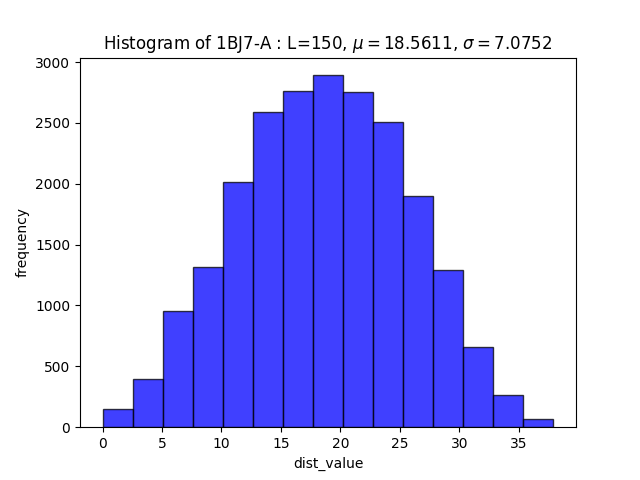 Histogram of 1BJ7-A : L=150, μ = 18.5611, σ = 7.0752
3000
2500
2000
1500
1000
500
0
frequency
0 5 10 15 20 25 30 35
dist_value